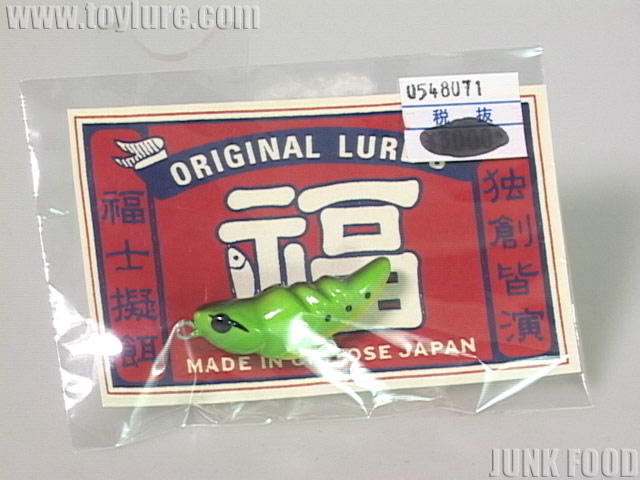 www.toylure.com
0548071
税 抜
ORIGINAL LURES
福
福士擬餌
独創皆演
MADE IN JAPAN
JUNK FOOD